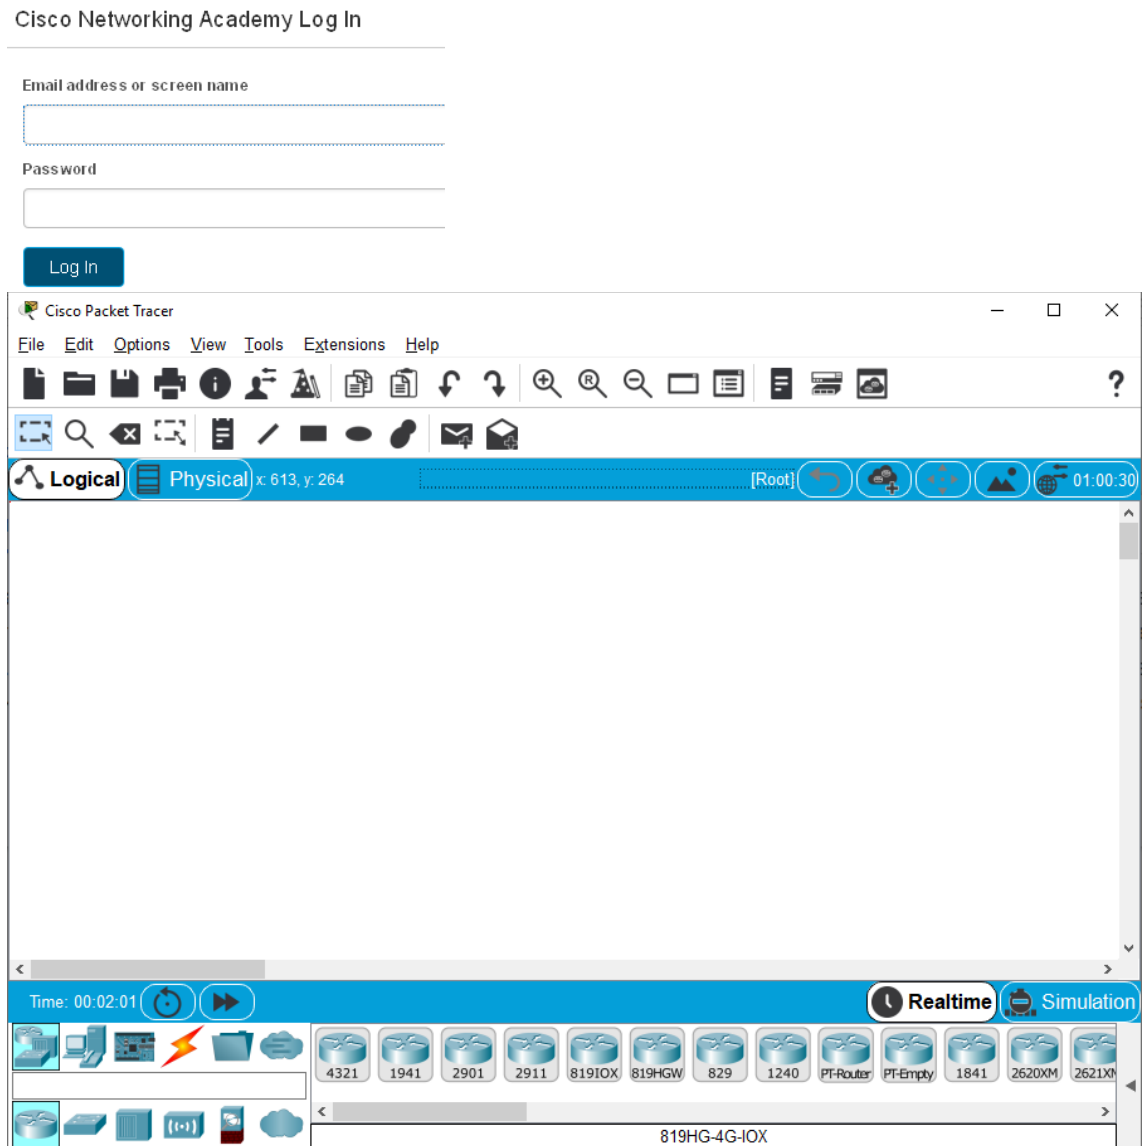 Cisco Networking Academy Log In
Email address or screen name
Password
Log In
Cisco Packet Tracer
File Edit Options View Tools Extensions Help
R ?
Logical Physical x: 613, y: 264 [Root] 01:00:30
Time: 00:02:01 Realtime Simulation
4321 1941 2901 2911 819IOX 819HGW 829 1240 PT-Router PT-Empty 1841 2620XM 2621XM
819HG-4G-IOX